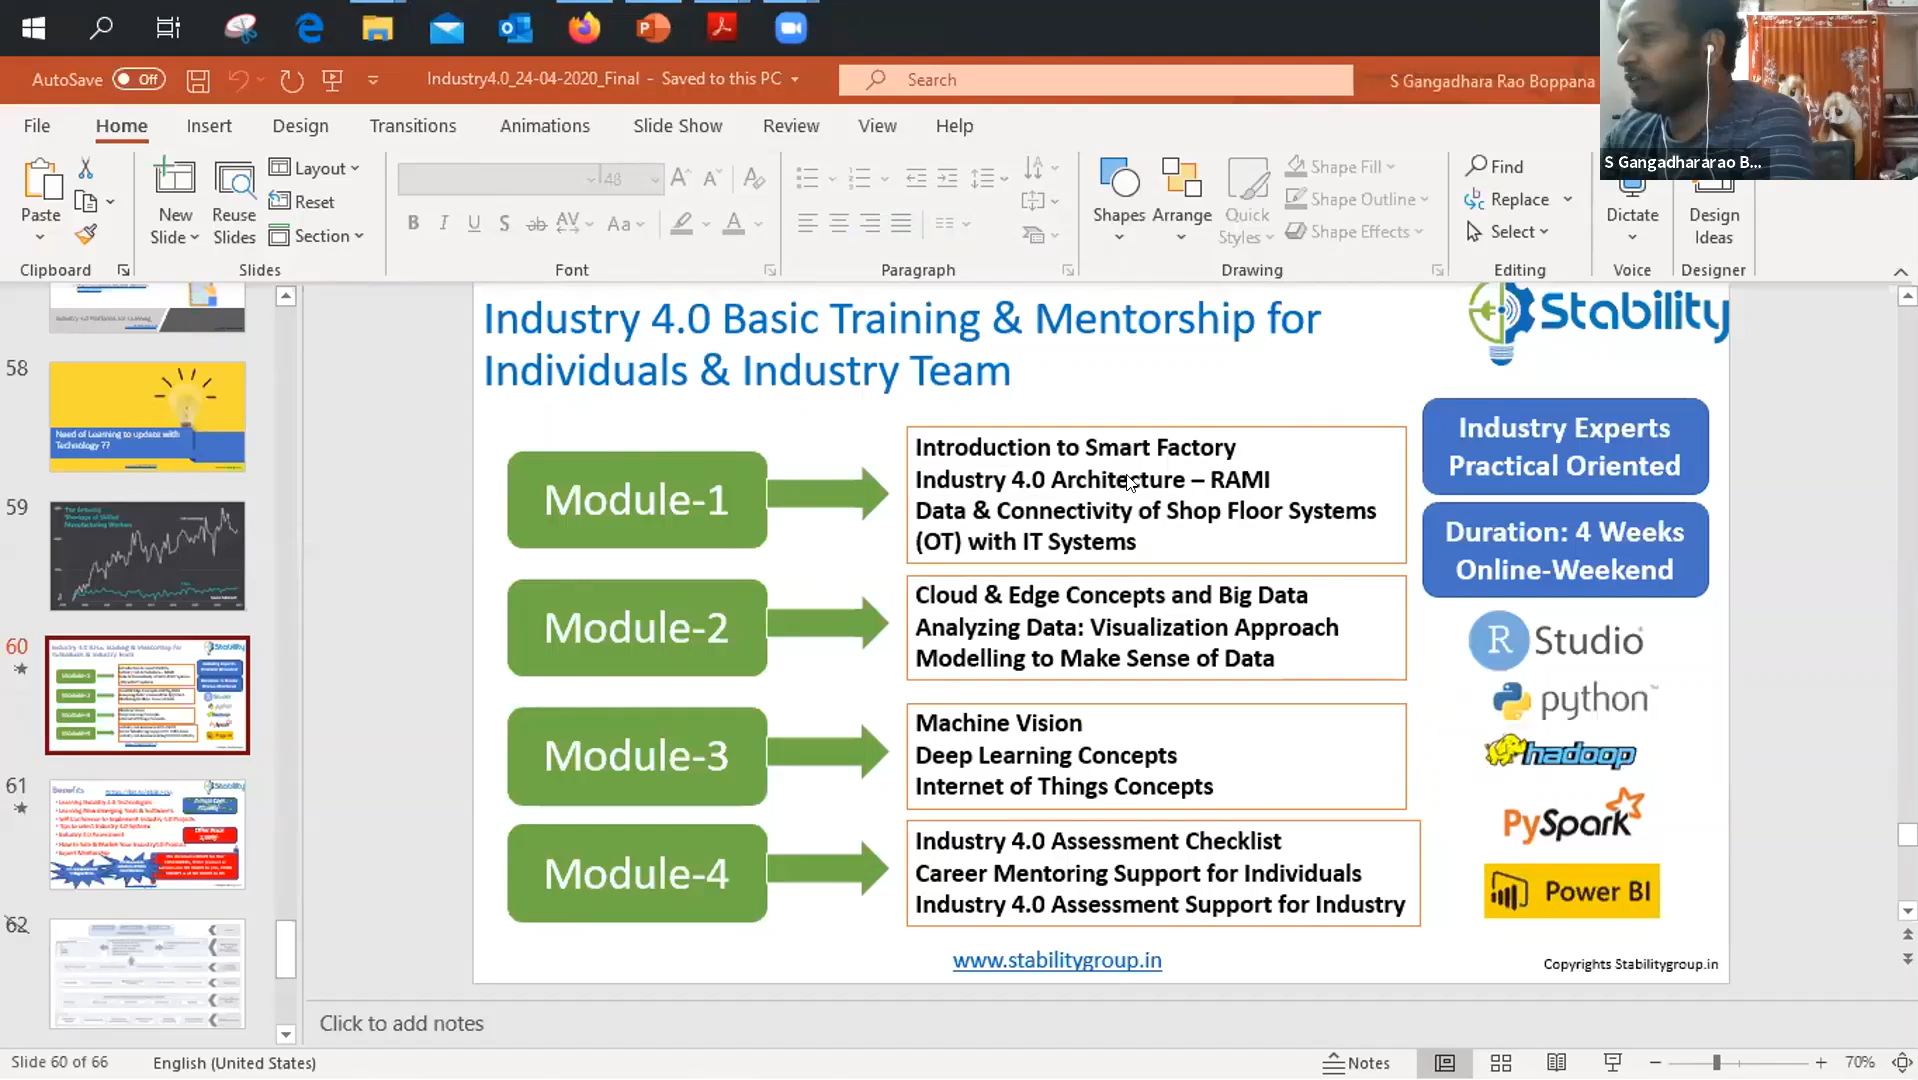 AutoSave Off
Industry4.0_24-04-2020_Final - Saved to this PC
Search
S Gangadhara Rao Boppana
File Home Insert Design Transitions Animations Slide Show Review View Help
S Gangadhararao B...
Paste
New Slide
Reuse Slides
Layout
Reset
Section
48
Shapes
Arrange
Quick Styles
Shape Fill
Shape Outline
Shape Effects
Find
Replace
Select
Dictate
Design Ideas
Clipboard Slides Font Paragraph Drawing Editing Voice Designer
58
Need of Learning to update with
Technology ??
59
60
61
Benefits
62
Industry 4.0 Basic Training & Mentorship for
Individuals & Industry Team
Stability
Module-1
Introduction to Smart Factory
Industry 4.0 Architecture – RAMI
Data & Connectivity of Shop Floor Systems
(OT) with IT Systems
Module-2
Cloud & Edge Concepts and Big Data
Analyzing Data: Visualization Approach
Modelling to Make Sense of Data
Module-3
Machine Vision
Deep Learning Concepts
Internet of Things Concepts
Module-4
Industry 4.0 Assessment Checklist
Career Mentoring Support for Individuals
Industry 4.0 Assessment Support for Industry
Industry Experts
Practical Oriented
Duration: 4 Weeks
Online-Weekend
R Studio
python
hadoop
PySpark
Power BI
www.stabilitygroup.in
Copyrights Stabilitygroup.in
Click to add notes
Slide 60 of 66
English (United States)
Notes
70%